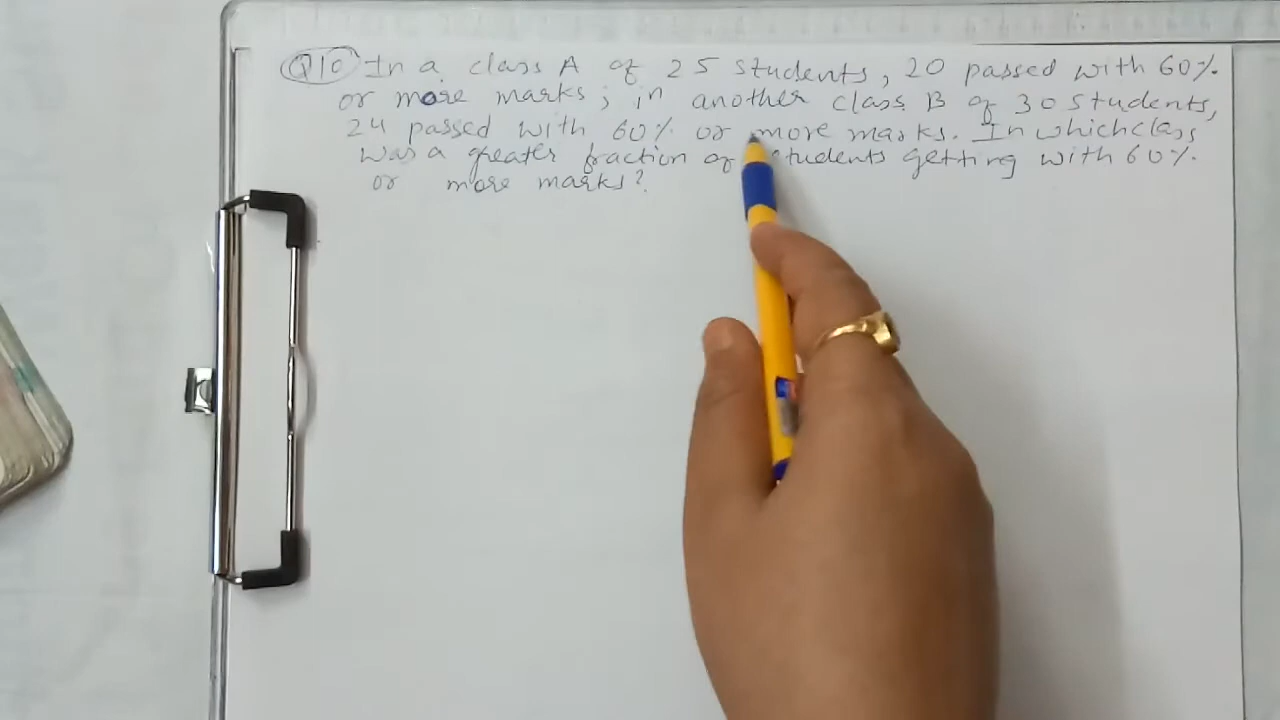 Q10 In a class A of 25 students, 20 passed with 60%
or more marks; in another class B of 30 students,
24 passed with 60% or more marks. In which class
was a greater fraction of students getting with 60%
or more marks?